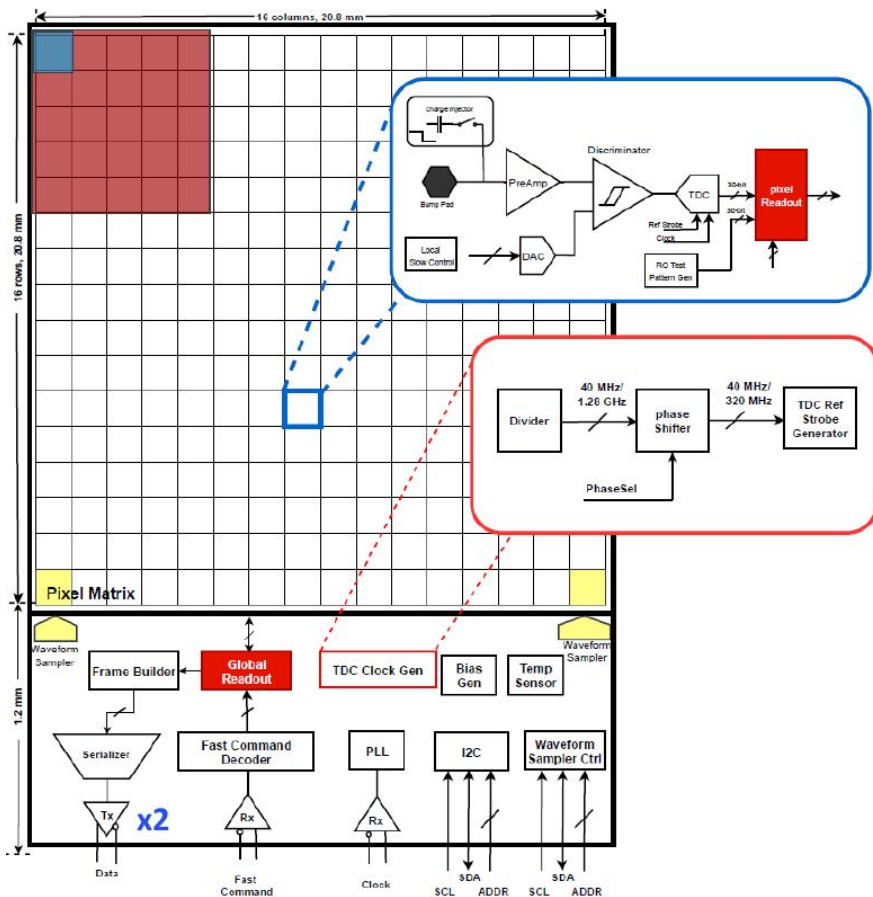 16 columns, 20.8 mm
16 rows, 20.8 mm
charge injector
Bump Pad
PreAmp
Discriminator
TDC
30-bit
30-bit
Ref Strobe
Clock
pixel
Readout
Local
Slow Control
DAC
RO Test
Pattern Gen
40 MHz/
1.28 GHz
40 MHz/
320 MHz
Divider
phase
Shifter
TDC Ref
Strobe
Generator
PhaseSel
Pixel Matrix
1.2 mm
Waveform
Sampler
Waveform
Sampler
Frame Builder
Global
Readout
TDC Clock Gen
Bias
Gen
Temp
Sensor
Serializer
Fast Command
Decoder
PLL
I2C
Waveform
Sampler Ctrl
Tx
x2
Rx
Rx
Data
Fast
Command
Clock
SCL
SDA
ADDR
SCL
SDA
ADDR